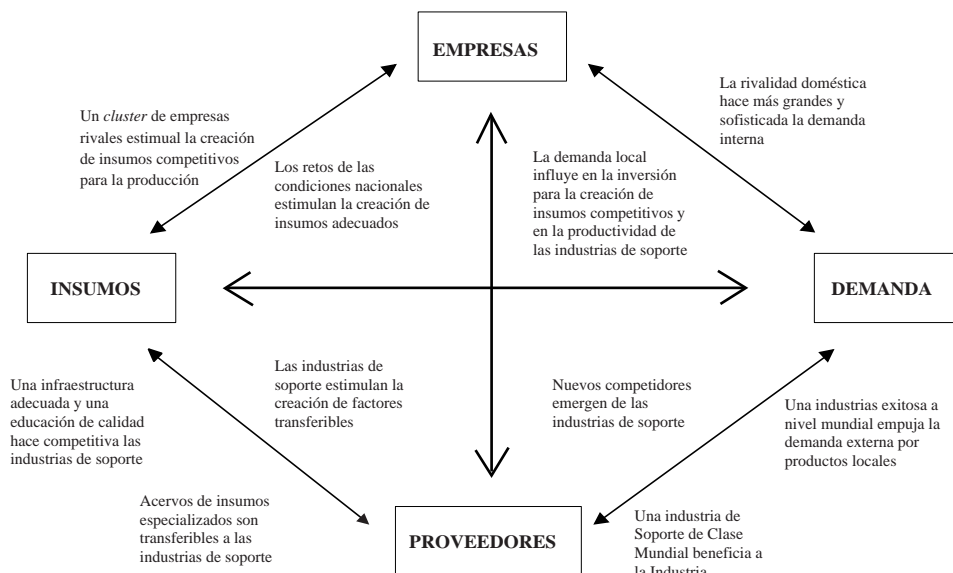 EMPRESAS
La rivalidad doméstica
hace más grandes y
sofisticada la demanda
interna
Un cluster de empresas
rivales estimual la creación
de insumos competitivos
para la producción
Los retos de las
condiciones nacionales
estimulan la creación de
insumos adecuados
La demanda local
influye en la inversión
para la creación de
insumos competitivos y
en la productividad de
las industrias de soporte
INSUMOS
DEMANDA
Una infraestructura
adecuada y una
educación de calidad
hace competitiva las
industrias de soporte
Las industrias de
soporte estimulan la
creación de factores
transferibles
Nuevos competidores
emergen de las
industrias de soporte
Una industrias exitosa a
nivel mundial empuja la
demanda externa por
productos locales
Acervos de insumos
especializados son
transferibles a las
industrias de soporte
PROVEEDORES
Una industria de
Soporte de Clase
Mundial beneficia a
la Industria